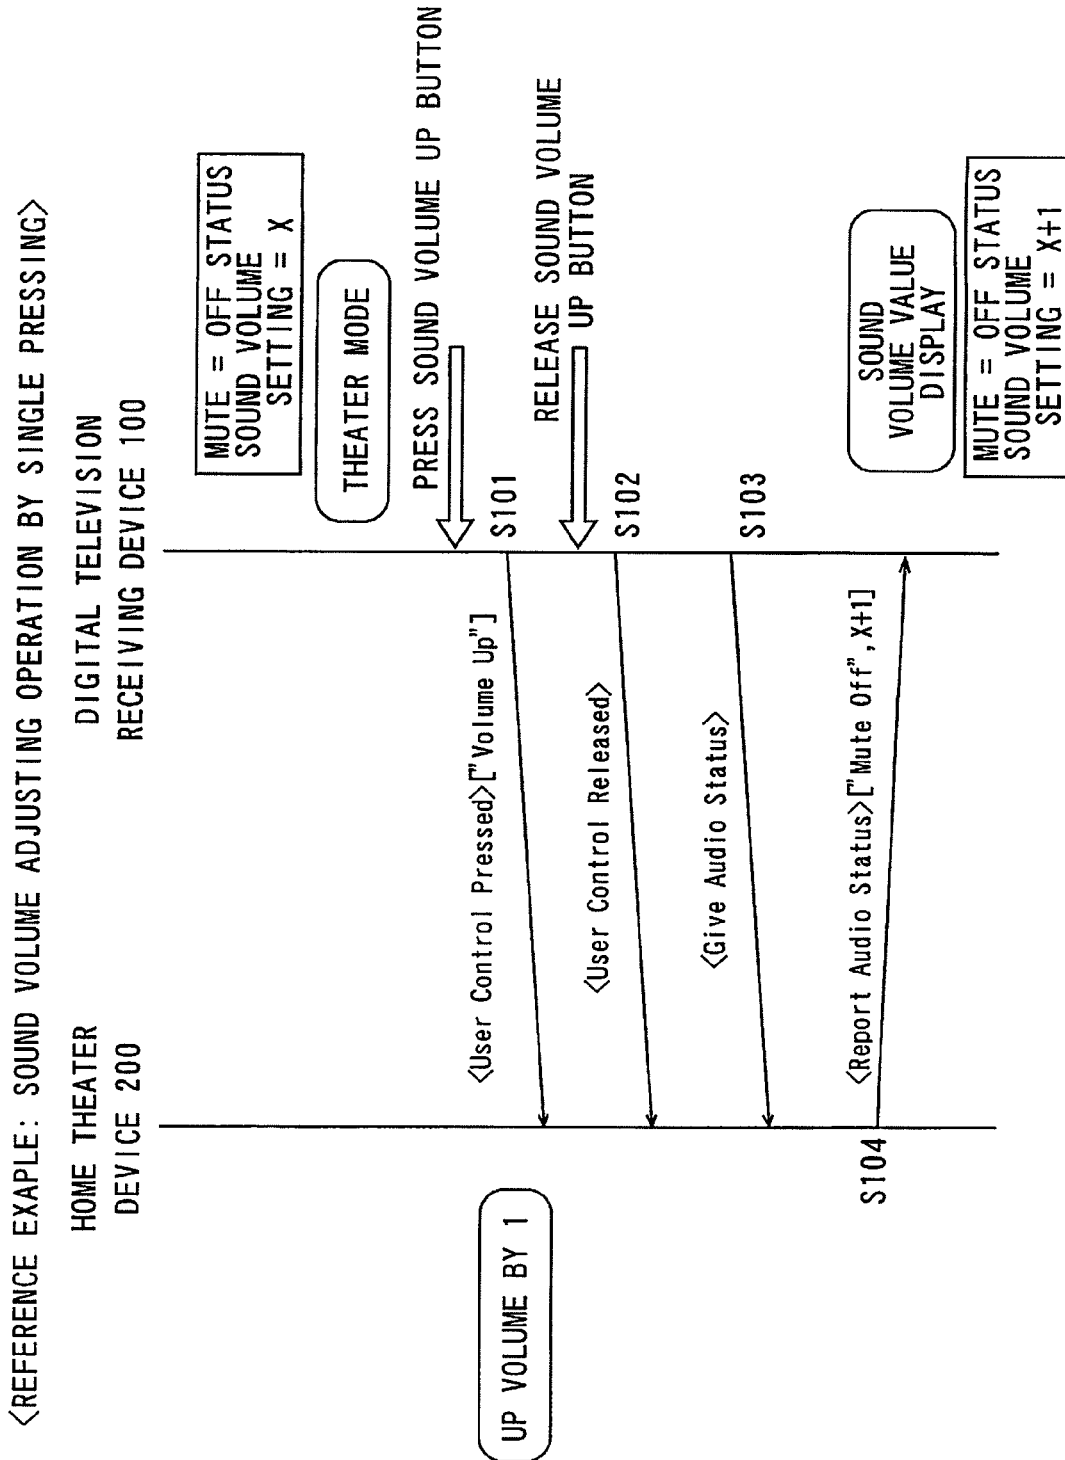 <REFERENCE EXAPLE: SOUND VOLUME ADJUSTING OPERATION BY SINGLE PRESSING>
HOME THEATER
DEVICE 200
DIGITAL TELEVISION
RECEIVING DEVICE 100
MUTE = OFF STATUS
SOUND VOLUME
SETTING = X
THEATER MODE
PRESS SOUND VOLUME UP BUTTON
S101
<User Control Pressed>["Volume Up"]
UP VOLUME BY 1
RELEASE SOUND VOLUME
UP BUTTON
S102
<User Control Released>
S103
<Give Audio Status>
S104
<Report Audio Status>["Mute Off",X+1]
SOUND
VOLUME VALUE
DISPLAY
MUTE = OFF STATUS
SOUND VOLUME
SETTING = X+1